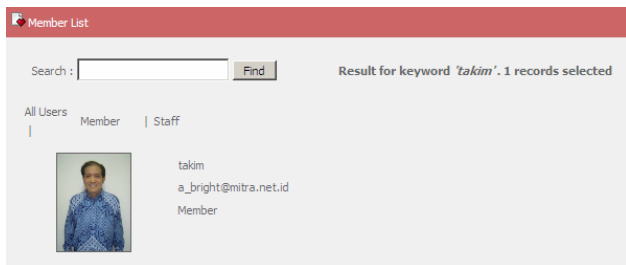 Member List
Search : Find Result for keyword 'takim'. 1 records selected
All Users | Member | Staff
takim
a_bright@mitra.net.id
Member